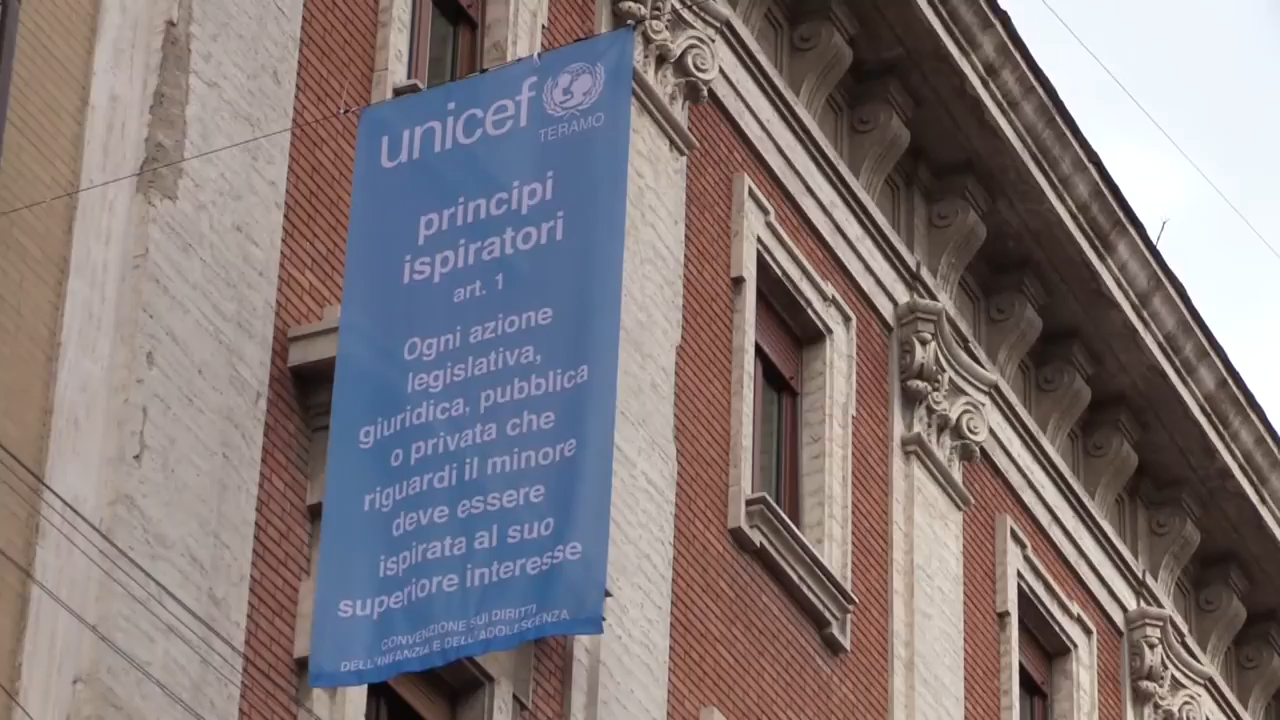 unicef
TERAMO
principi
ispiratori
art. 1
Ogni azione
legislativa,
giuridica, pubblica
o privata che
riguardi il minore
deve essere
ispirata al suo
superiore interesse
CONVENZIONE SUI DIRITTI
DELL'INFANZIA E DELL'ADOLESCENZA